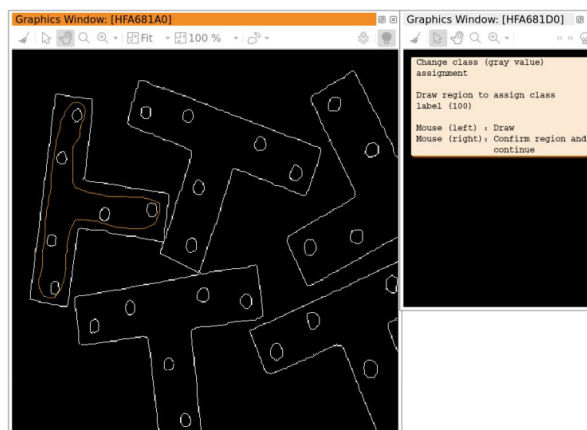 Graphics Window: [HFA681A0]
Fit
100 %
Graphics Window: [HFA681D0]
Change class (gray value)
assignment
Draw region to assign class
label (100)
Mouse (left) : Draw
Mouse (right): Confirm region and
continue